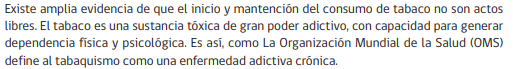 Existe amplia evidencia de que el inicio y mantención del consumo de tabaco no son actos
libres. El tabaco es una sustancia tóxica de gran poder adictivo, con capacidad para generar
dependencia física y psicológica. Es así, como La Organización Mundial de la Salud (OMS)
define al tabaquismo como una enfermedad adictiva crónica.